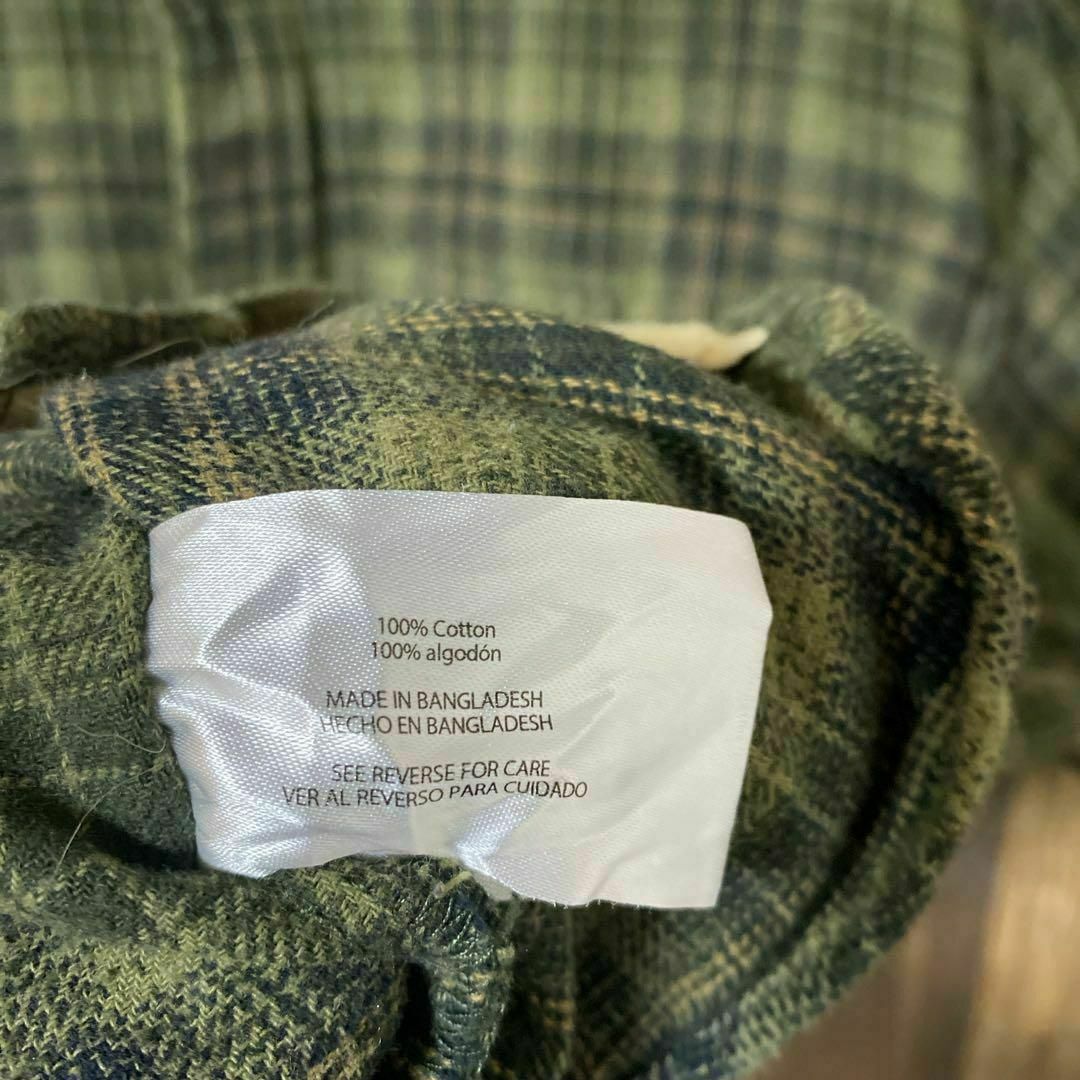 100% Cotton
100% algodón
MADE IN BANGLADESH
HECHO EN BANGLADESH
SEE REVERSE FOR CARE
VER AL REVERSO PARA CUIDADO